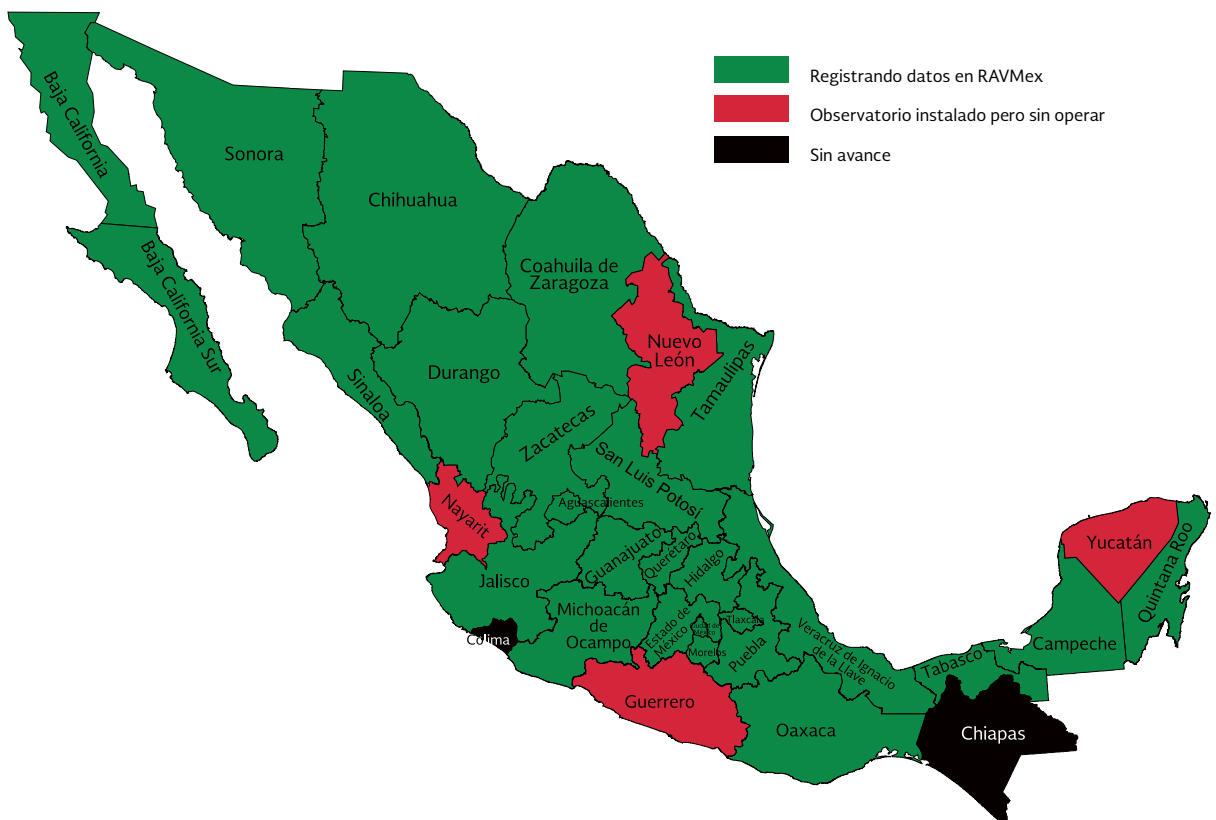 Registrando datos en RAVMex
Observatorio instalado pero sin operar
Sin avance
Baja California
Sonora
Chihuahua
Baja California Sur
Coahuila de
Zaragoza
Nuevo
León
Tamaulipas
Durango
Sinaloa
Zacatecas
San Luis Potosí
Nayarit
Aguascalientes
Guanajuato
Querétaro
Hidalgo
Jalisco
Michoacán
de
Ocampo
Colima
Estado de
México
Ciudad de
México
Tlaxcala
Morelos
Puebla
Veracruz de Ignacio
de la Llave
Guerrero
Oaxaca
Tabasco
Chiapas
Campeche
Yucatán
Quintana Roo